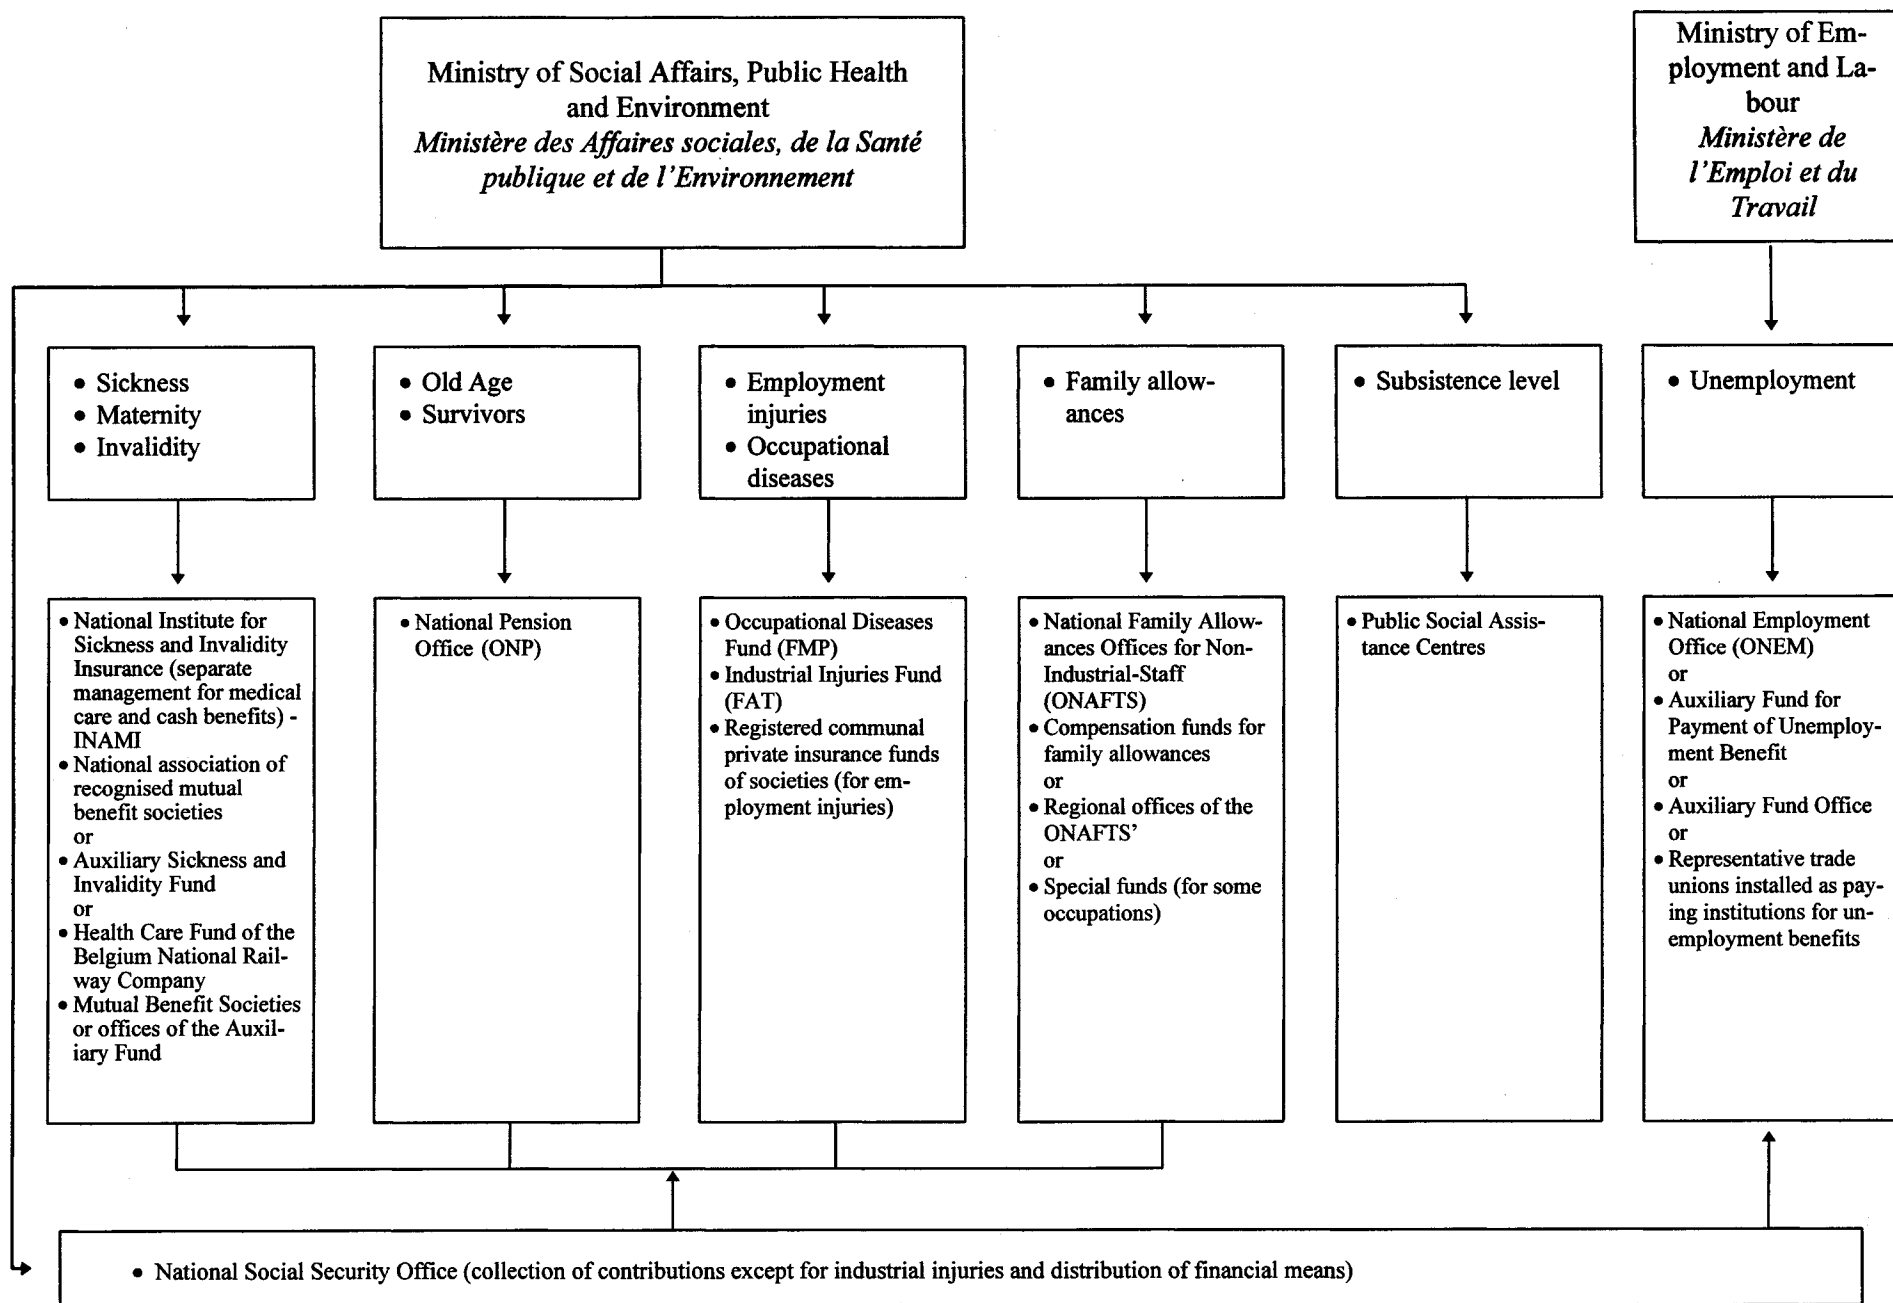 Ministry of Social Affairs, Public Health
and Environment
Ministère des Affaires sociales, de la Santé
publique et de l'Environnement
Ministry of Em-
ployment and La-
bour
Ministère de
l'Emploi et du
Travail
• Sickness
• Maternity
• Invalidity
• Old Age
• Survivors
• Employment
injuries
• Occupational
diseases
• Family allow-
ances
• Subsistence level
• Unemployment
• National Institute for
Sickness and Invalidity
Insurance (separate
management for medical
care and cash benefits) -
INAMI
• National association of
recognised mutual
benefit societies
or
• Auxiliary Sickness and
Invalidity Fund
or
• Health Care Fund of the
Belgium National Rail-
way Company
• Mutual Benefit Societies
or offices of the Auxil-
iary Fund
• National Pension
Office (ONP)
• Occupational Diseases
Fund (FMP)
• Industrial Injuries Fund
(FAT)
• Registered communal
private insurance funds
of societies (for em-
ployment injuries)
• National Family Allow-
ances Offices for Non-
Industrial-Staff
(ONAFTS)
• Compensation funds for
family allowances
or
• Regional offices of the
ONAFTS'
or
• Special funds (for some
occupations)
• Public Social Assis-
tance Centres
• National Employment
Office (ONEM)
or
• Auxiliary Fund for
Payment of Unemploy-
ment Benefit
or
• Auxiliary Fund Office
or
• Representative trade
unions installed as pay-
ing institutions for un-
employment benefits
• National Social Security Office (collection of contributions except for industrial injuries and distribution of financial means)